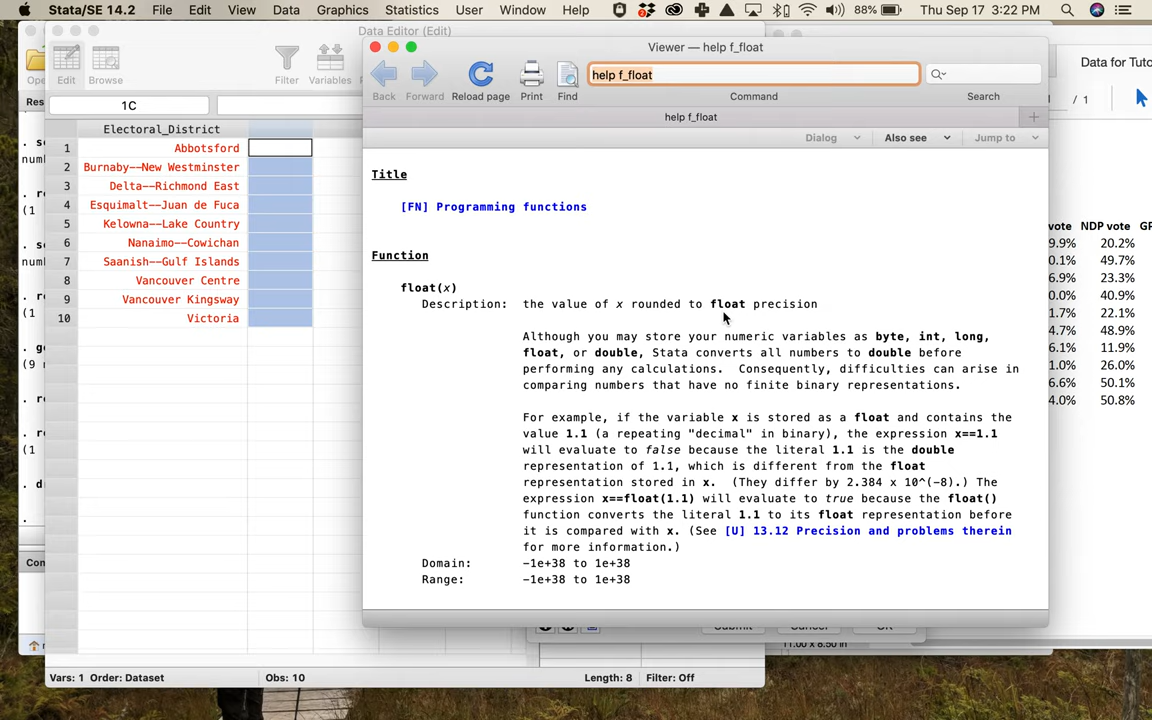 Stata/SE 14.2 File Edit View Data Graphics Statistics User Window Help 88% Thu Sep 17 3:22 PM
Data Editor (Edit)
Viewer — help f_float
Edit Browse Filter Variables
help f_float
Back Forward Reload page Print Find Command Search
Data for Tuto
/ 1
Res
1C
help f_float
Dialog Also see Jump to
Electoral_District
1 Abbotsford
2 Burnaby--New Westminster
3 Delta--Richmond East
4 Esquimalt--Juan de Fuca
5 Kelowna--Lake Country
6 Nanaimo--Cowichan
7 Saanish--Gulf Islands
8 Vancouver Centre
9 Vancouver Kingsway
10 Victoria
Title
[FN] Programming functions
Function
float(x)
Description: the value of x rounded to float precision
Although you may store your numeric variables as byte, int, long,
float, or double, Stata converts all numbers to double before
performing any calculations. Consequently, difficulties can arise in
comparing numbers that have no finite binary representations.
For example, if the variable x is stored as a float and contains the
value 1.1 (a repeating "decimal" in binary), the expression x==1.1
will evaluate to false because the literal 1.1 is the double
representation of 1.1, which is different from the float
representation stored in x. (They differ by 2.384 x 10^(-8).) The
expression x==float(1.1) will evaluate to true because the float()
function converts the literal 1.1 to its float representation before
it is compared with x. (See [U] 13.12 Precision and problems therein
for more information.)
Domain: -1e+38 to 1e+38
Range: -1e+38 to 1e+38
vote NDP vote GP
9.9% 20.2%
0.1% 49.7%
6.9% 23.3%
0.0% 40.9%
1.7% 22.1%
4.7% 48.9%
6.1% 11.9%
1.0% 26.0%
6.6% 50.1%
4.0% 50.8%
11.00 x 8.50 in
Vars: 1 Order: Dataset Obs: 10 Length: 8 Filter: Off